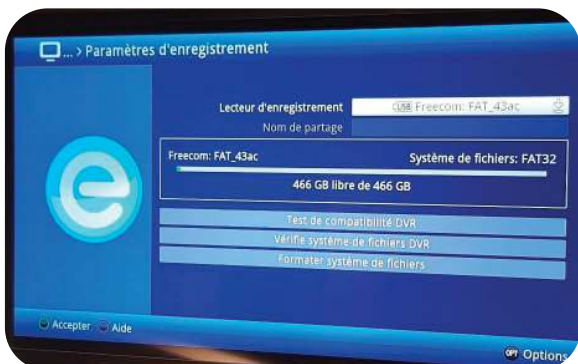 ... > Paramètres d'enregistrement
Lecteur d'enregistrement
USB Freecom: FAT_43ac
Nom de partage
Freecom: FAT_43ac Système de fichiers: FAT32
466 GB libre de 466 GB
Test de compatibilité DVR
Vérifie système de fichiers DVR
Formater système de fichiers
Accepter Aide
OPT Options